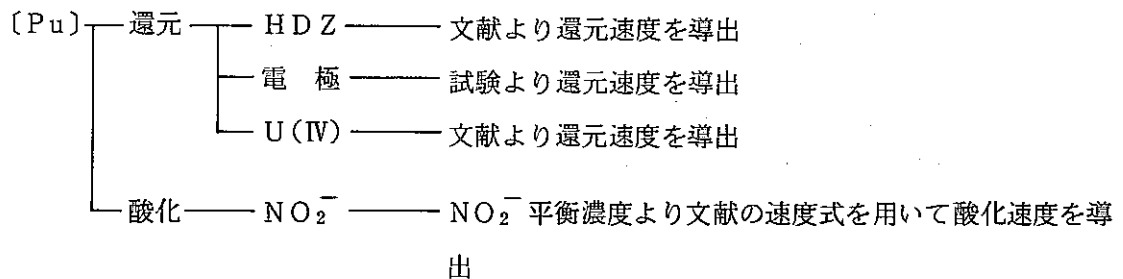 〔Pu〕 還元 HDZ 文献より還元速度を導出
電極 試験より還元速度を導出
U(Ⅳ) 文献より還元速度を導出
酸化 NO₂⁻ NO₂⁻平衡濃度より文献の速度式を用いて酸化速度を導
出